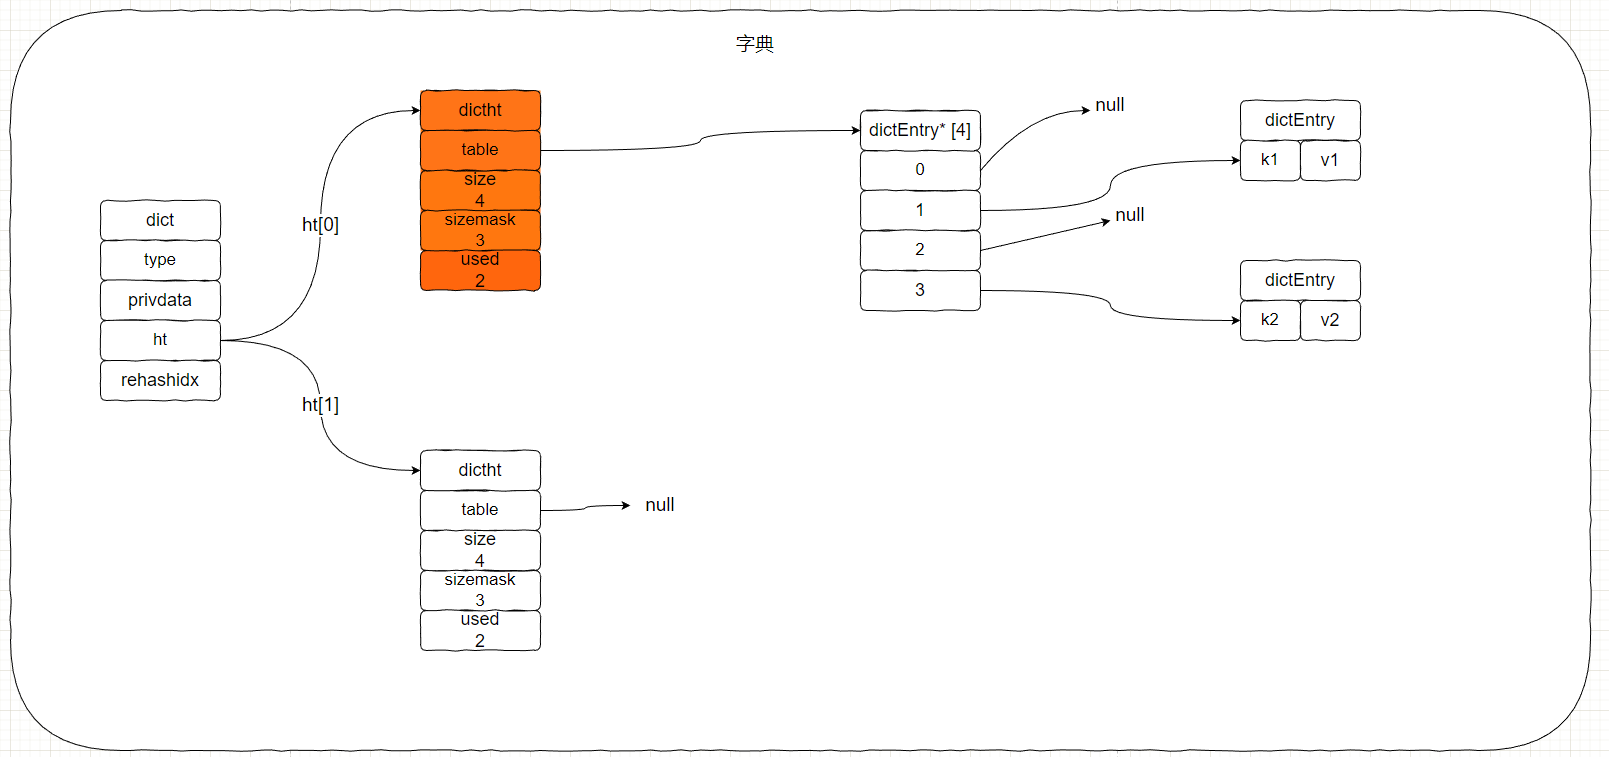 字典
dict
type
privdata
ht
rehashidx
ht[0]
ht[1]
dictht
table
size
4
sizemask
3
used
2
dictEntry* [4]
0
1
2
3
null
null
dictEntry
k1 v1
dictEntry
k2 v2
dictht
table
size
4
sizemask
3
used
2
null